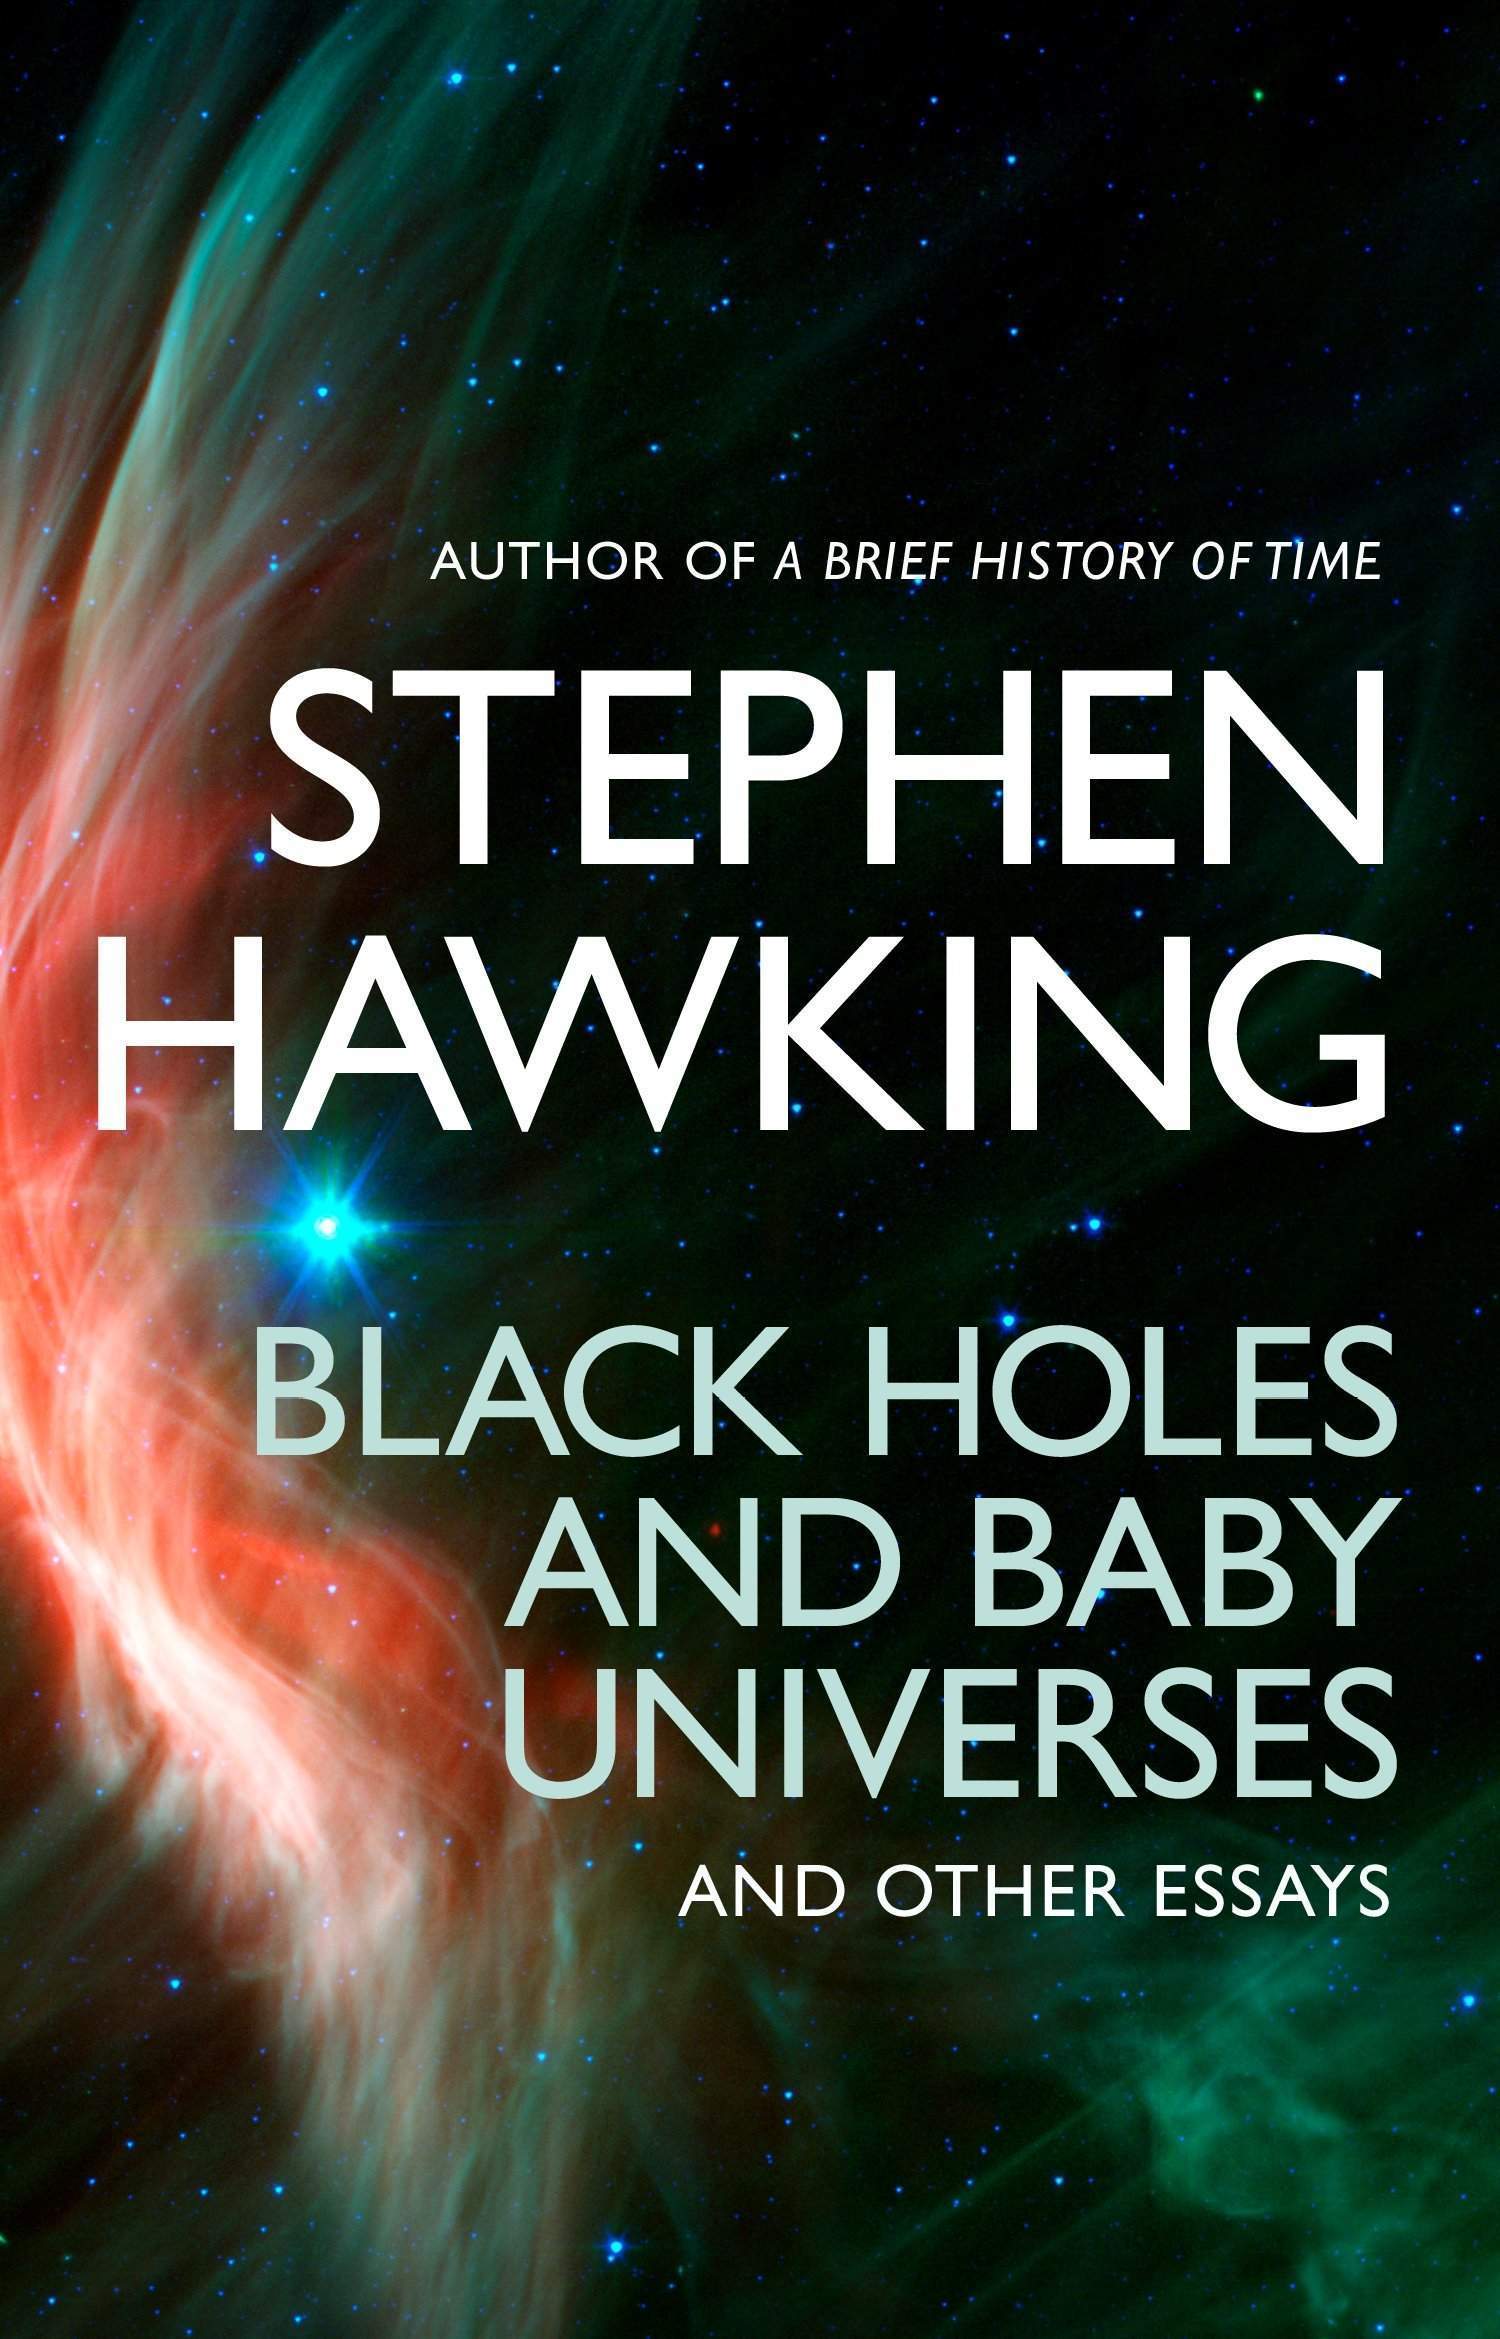 AUTHOR OF A BRIEF HISTORY OF TIME
STEPHEN
HAWKING
BLACK HOLES
AND BABY
UNIVERSES
AND OTHER ESSAYS